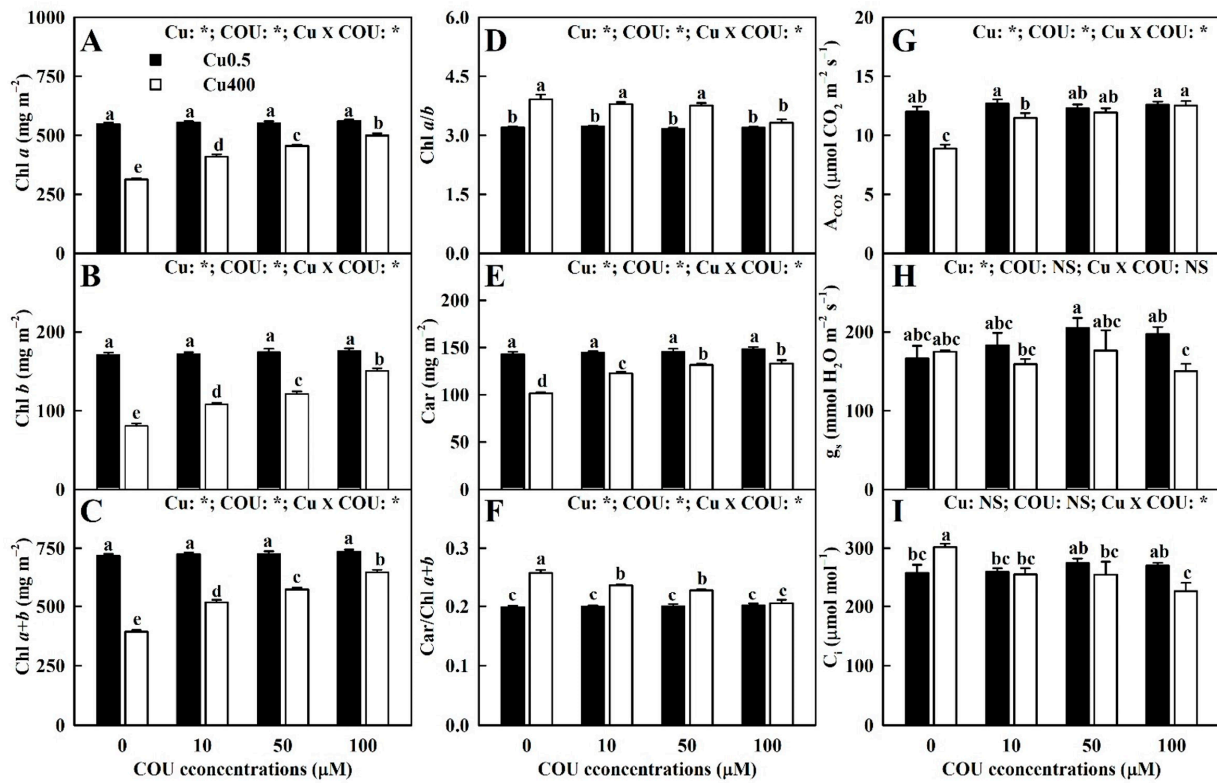 A
Cu: *; COU: *; Cu X COU: *
Cu0.5
Cu400
1000
750
500
250
0
Chl a (mg m−2)
a
e
a
d
a
c
a
b
B
Cu: *; COU: *; Cu X COU: *
200
100
0
Chl b (mg m−2)
a
e
a
d
a
c
a
b
C
Cu: *; COU: *; Cu X COU: *
750
500
250
0
Chl a+b (mg m−2)
a
e
a
d
a
c
a
b
0
10
50
100
COU cconcentrations (μM)
D
Cu: *; COU: *; Cu X COU: *
6.0
4.5
3.0
1.5
0.0
Chl a/b
b
a
b
a
b
a
b
b
E
Cu: *; COU: *; Cu X COU: *
200
150
100
50
0
Car (mg m−2)
a
d
a
c
a
b
a
b
F
Cu: *; COU: *; Cu X COU: *
0.3
0.2
0.1
0.0
Car/Chl a+b
c
a
c
b
c
b
c
c
0
10
50
100
COU cconcentrations (μM)
G
Cu: *; COU: *; Cu X COU: *
20
15
10
5
0
ACO2 (μmol CO2 m−2 s−1)
ab
c
a
b
ab
ab
a
a
H
Cu: *; COU: NS; Cu X COU: NS
200
100
0
gs (mmol H2O m−2 s−1)
abc
abc
abc
bc
a
abc
ab
c
I
Cu: NS; COU: NS; Cu X COU: *
300
200
100
0
Ci (μmol mol−1)
bc
a
bc
bc
ab
bc
ab
c
0
10
50
100
COU cconcentrations (μM)